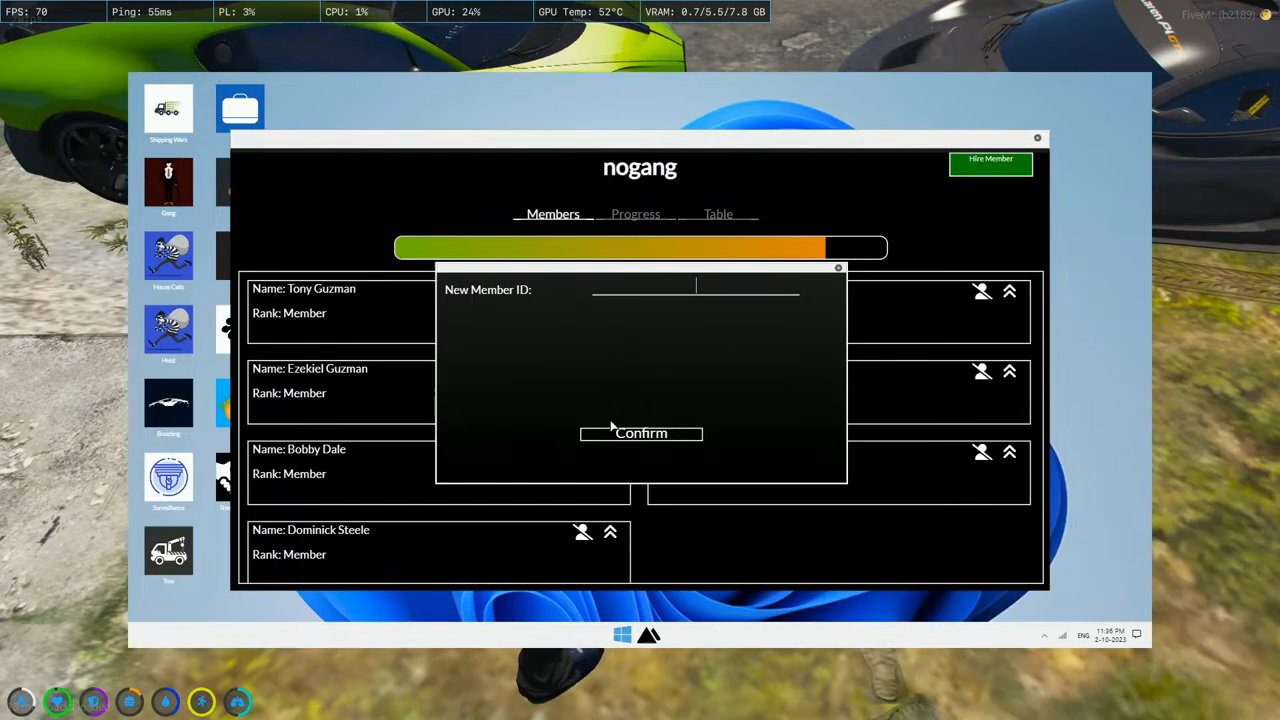 FPS: 70 Ping: 55ms PL: 3% CPU: 1% GPU: 24% GPU Temp: 52°C VRAM: 0.7/5.5/7.8 GB
FiveM* (b2189)
Shipping Wars
nogang
Hire Member
Gang
Members Progress Table
House Calls
Name: Tony Guzman
Rank: Member
New Member ID:
Heist
Name: Ezekiel Guzman
Rank: Member
Boosting
Confirm
Name: Bobby Dale
Rank: Member
Surveillance
Name: Dominick Steele
Rank: Member
Tow
ENG 11:36 PM
2-10-2023